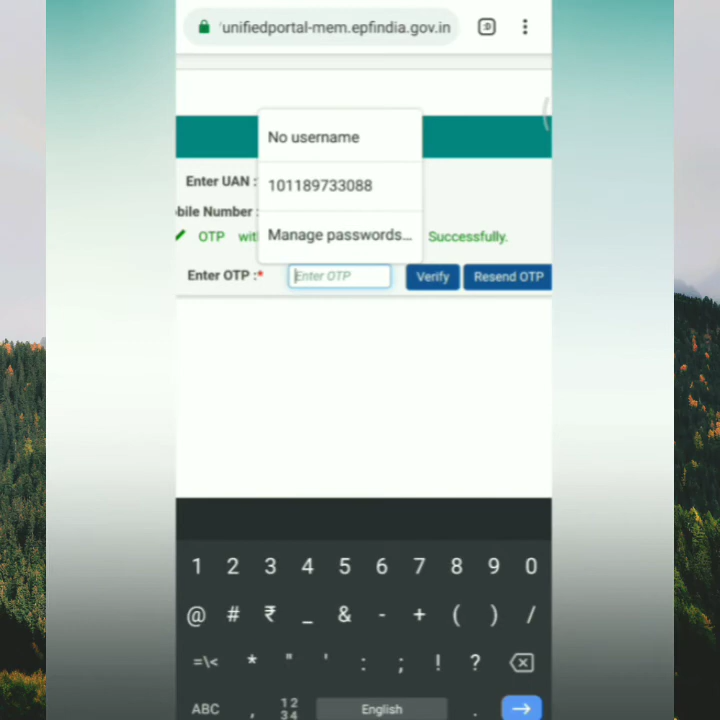 unifiedportal-mem.epfindia.gov.in
:D
No username
Enter UAN :
101189733088
Number :
OTP
Manage passwords...
Successfully.
Enter OTP :*
Enter OTP
Verify
Resend OTP
1 2 3 4 5 6 7 8 9 0
@ # ₹ _ & - + ( ) /
=\< * " ' : ; ! ?
ABC , 12 34 English .